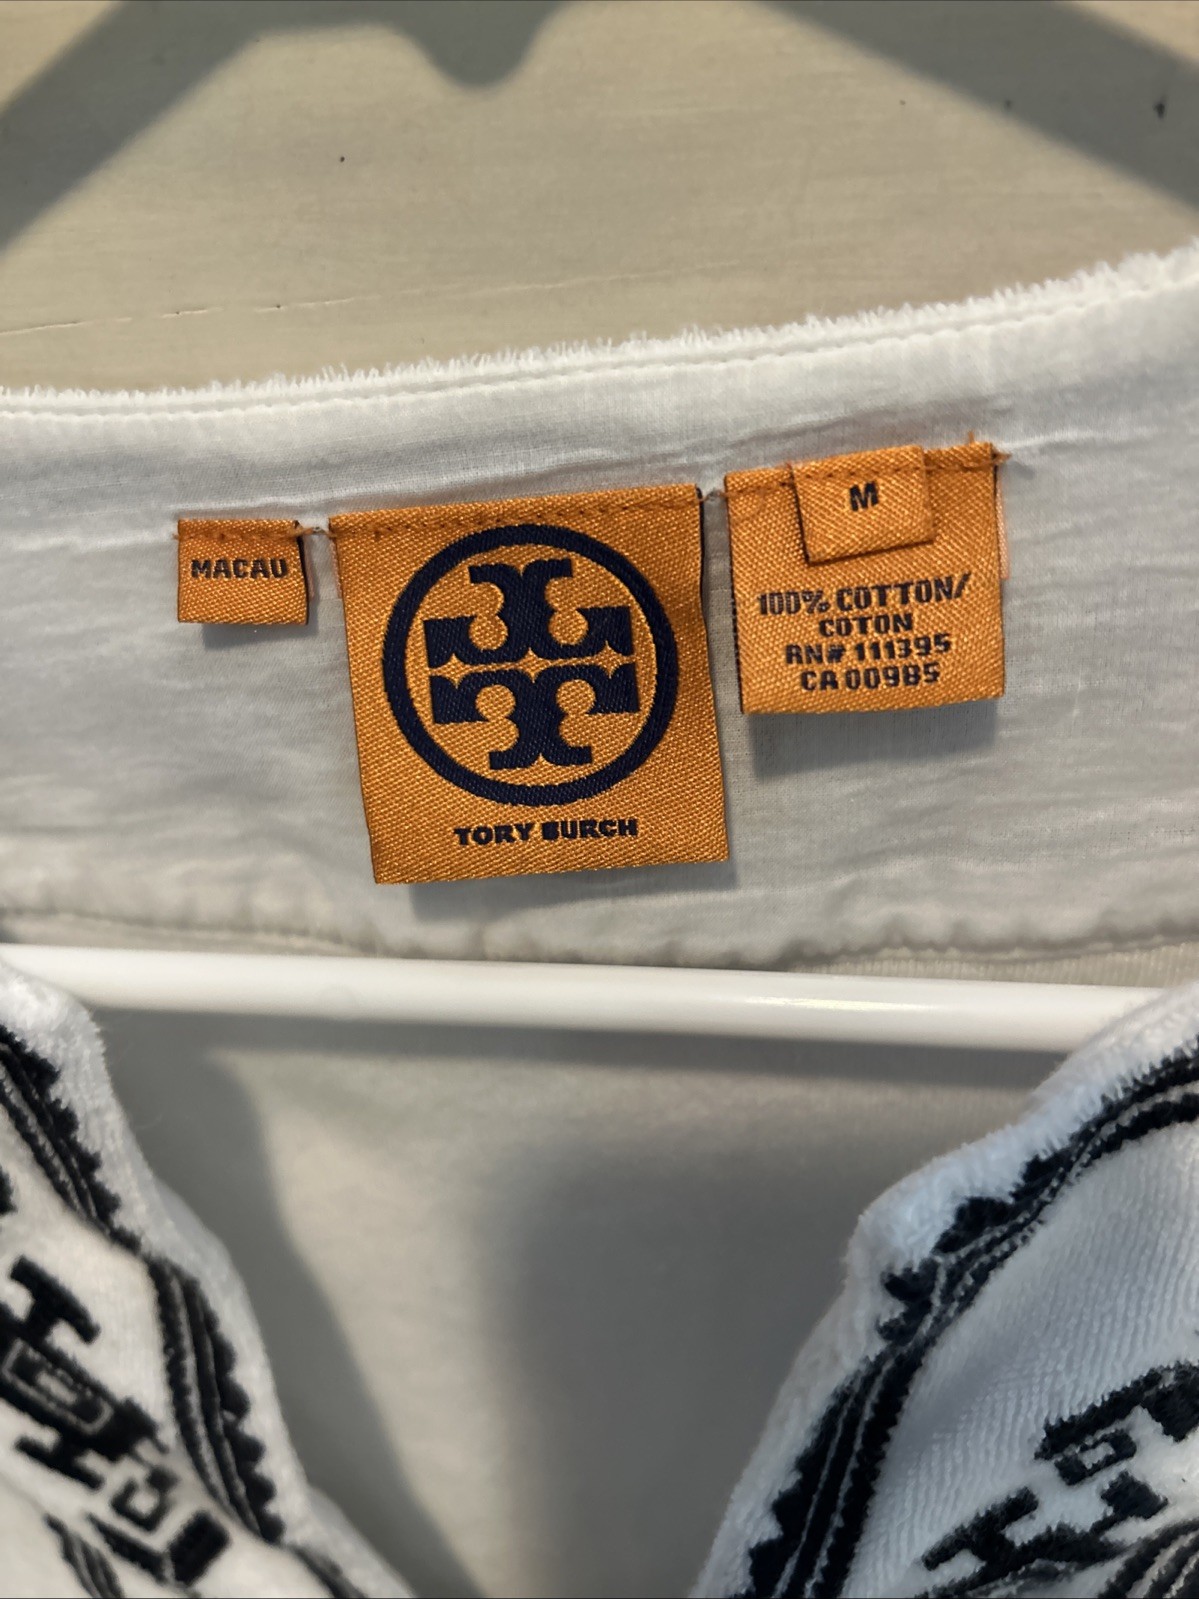 MACAU
TORY BURCH
M
100% COTTON/
COTON
RN# 111395
CA 00985